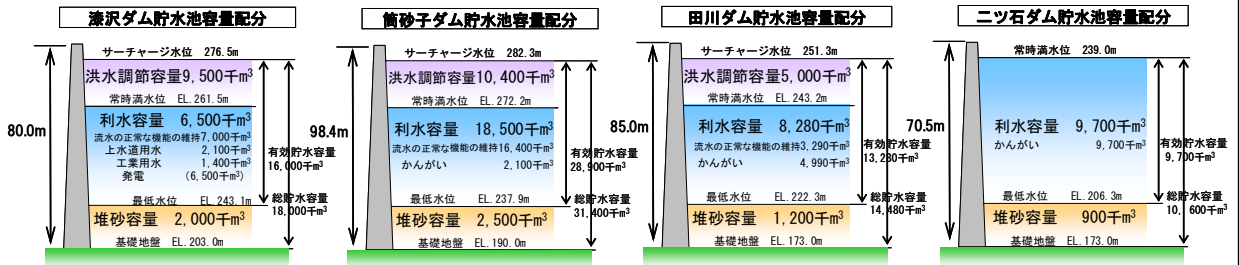 漆沢ダム貯水池容量配分
サーチャージ水位 276.5m
洪水調節容量9,500千m³
常時満水位 EL.261.5m
利水容量 6,500千m³
流水の正常な機能の維持7,000千m³
上水道用水 2,100千m³
工業用水 1,400千m³
発電 (6,500千m³)
最低水位 EL.243.1m
堆砂容量 2,000千m³
基礎地盤 EL.203.0m
80.0m
有効貯水容量
16,000千m³
総貯水容量
18,000千m³
筒砂子ダム貯水池容量配分
サーチャージ水位 282.3m
洪水調節容量10,400千m³
常時満水位 EL.272.2m
利水容量 18,500千m³
流水の正常な機能の維持16,400千m³
かんがい 2,100千m³
最低水位 EL.237.9m
堆砂容量 2,500千m³
基礎地盤 EL.190.0m
98.4m
有効貯水容量
28,900千m³
総貯水容量
31,400千m³
田川ダム貯水池容量配分
サーチャージ水位 251.3m
洪水調節容量5,000千m³
常時満水位 EL.243.2m
利水容量 8,280千m³
流水の正常な機能の維持3,290千m³
かんがい 4,990千m³
最低水位 EL.222.3m
堆砂容量 1,200千m³
基礎地盤 EL.173.0m
85.0m
有効貯水容量
13,280千m³
総貯水容量
14,480千m³
二ツ石ダム貯水池容量配分
常時満水位 239.0m
利水容量 9,700千m³
かんがい 9,700千m³
最低水位 EL.206.3m
堆砂容量 900千m³
基礎地盤 EL.173.0m
70.5m
有効貯水容量
9,700千m³
総貯水容量
10,600千m³